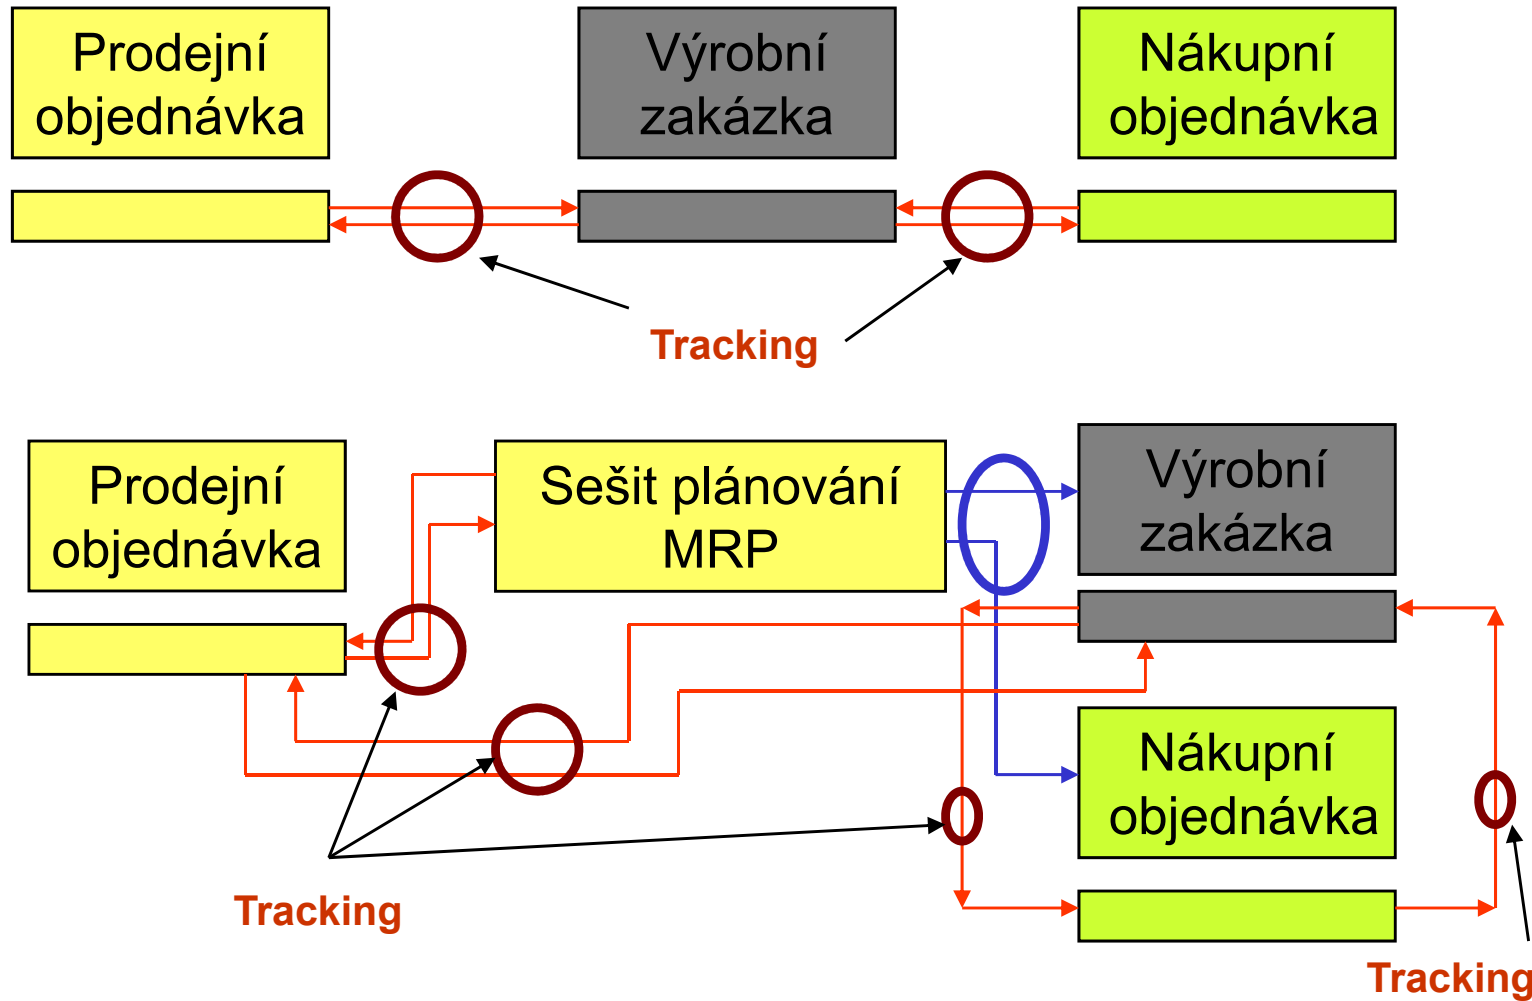 Prodejní
objednávka
Výrobní
zakázka
Nákupní
objednávka
Tracking
Prodejní
objednávka
Sešit plánování
MRP
Výrobní
zakázka
Nákupní
objednávka
Tracking
Tracking